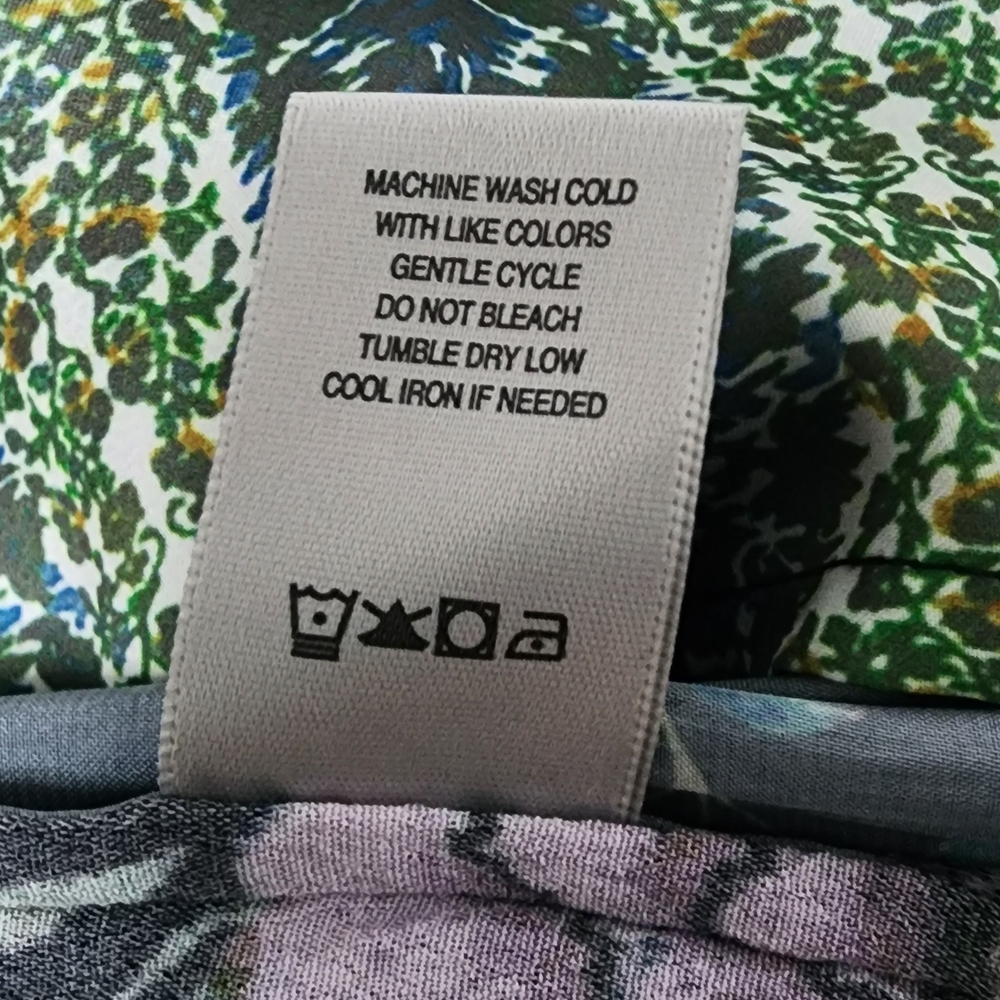 MACHINE WASH COLD
WITH LIKE COLORS
GENTLE CYCLE
DO NOT BLEACH
TUMBLE DRY LOW
COOL IRON IF NEEDED